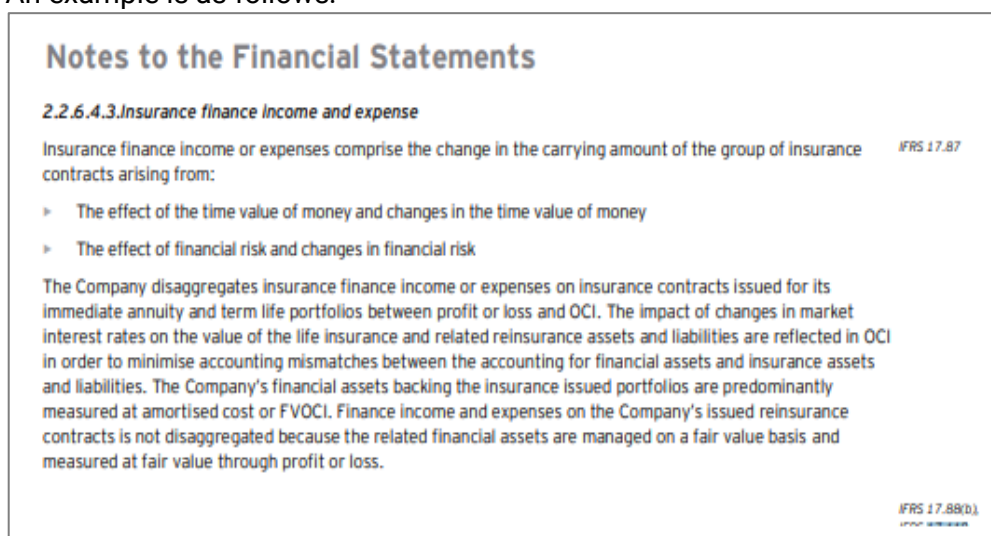 An example is as follows:
Notes to the Financial Statements
2.2.6.4.3.Insurance finance income and expense
Insurance finance income or expenses comprise the change in the carrying amount of the group of insurance IFRS 17.87
contracts arising from:
▸ The effect of the time value of money and changes in the time value of money
▸ The effect of financial risk and changes in financial risk
The Company disaggregates insurance finance income or expenses on insurance contracts issued for its
immediate annuity and term life portfolios between profit or loss and OCI. The impact of changes in market
interest rates on the value of the life insurance and related reinsurance assets and liabilities are reflected in OCI
in order to minimise accounting mismatches between the accounting for financial assets and insurance assets
and liabilities. The Company's financial assets backing the insurance issued portfolios are predominantly
measured at amortised cost or FVOCI. Finance income and expenses on the Company's issued reinsurance
contracts is not disaggregated because the related financial assets are managed on a fair value basis and
measured at fair value through profit or loss.
IFRS 17.88(b),